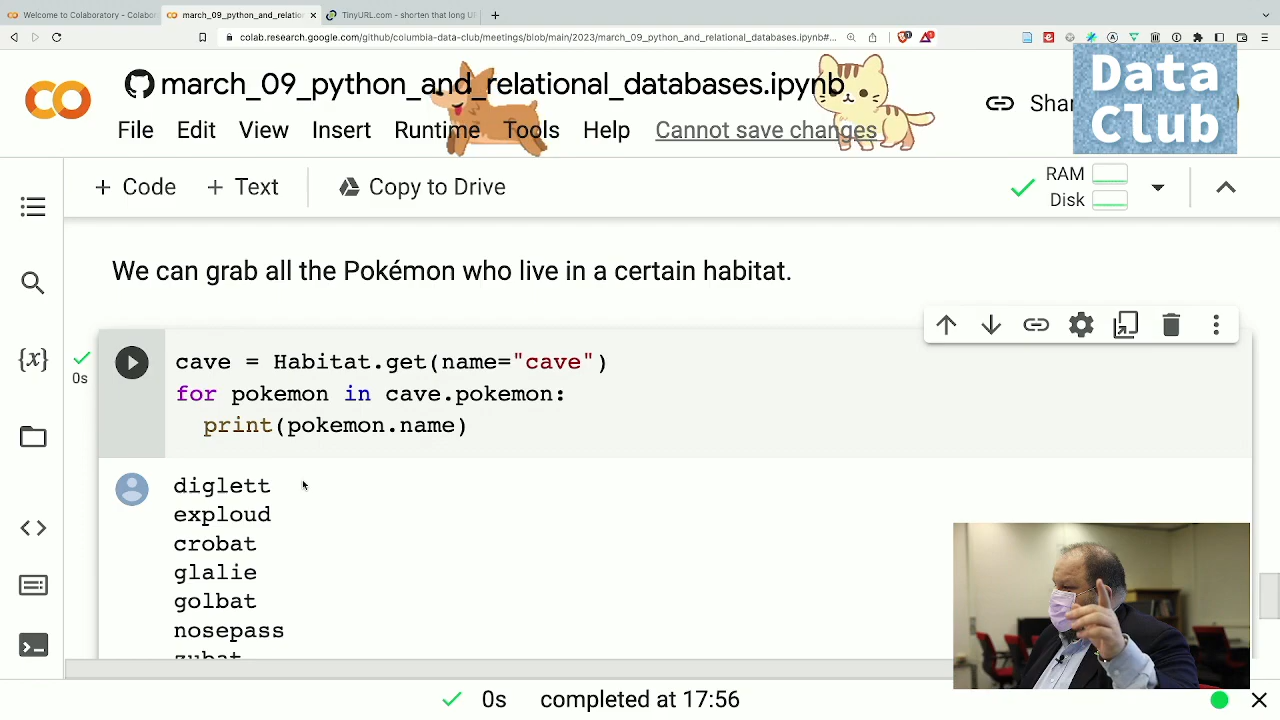 Welcome to Colaboratory - Colabor
march_09_python_and_relatio
TinyURL.com - shorten that long U
colab.research.google.com/github/columbia-data-club/meetings/blob/main/2023/march_09_python_and_relational_databases.ipynb#...
march_09_python_and_relational_databases.ipynb
File Edit View Insert Runtime Tools Help Cannot save changes
Shar
Data
Club
+ Code + Text Copy to Drive
RAM
Disk
We can grab all the Pokémon who live in a certain habitat.
cave = Habitat.get(name="cave")
for pokemon in cave.pokemon:
print(pokemon.name)
0s
{x}
diglett
exploud
crobat
glalie
golbat
nosepass
zubat
0s completed at 17:56